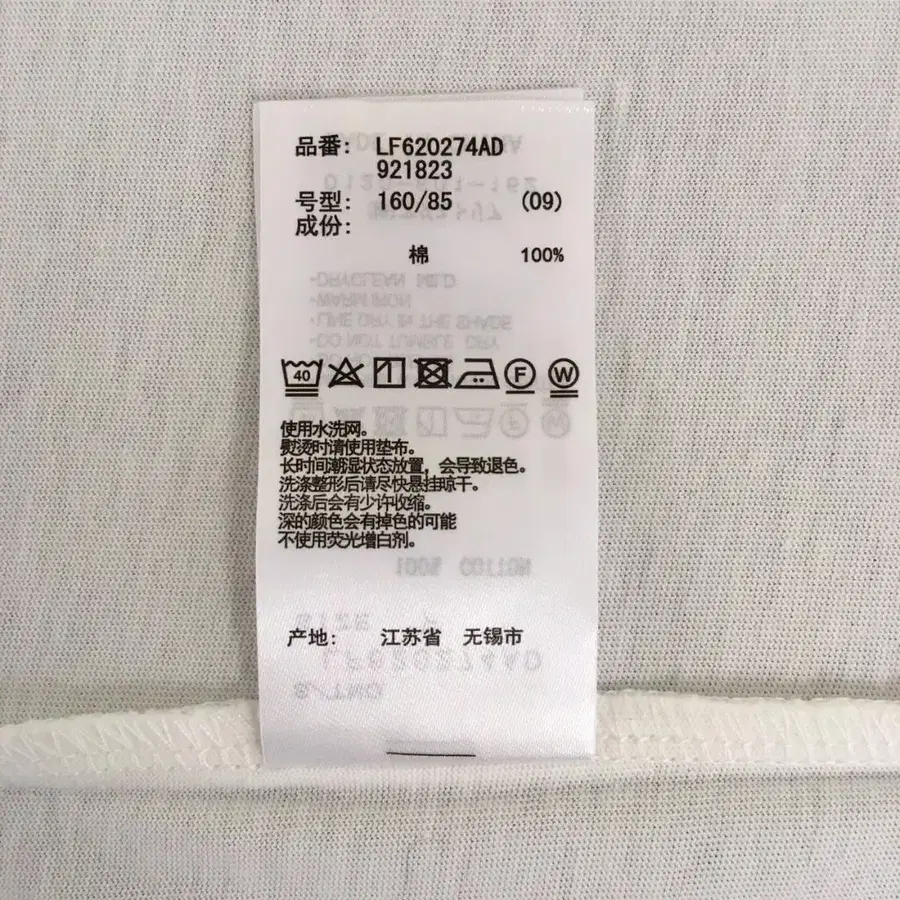 品番： LF620274AD
921823
号型： 160/85 (09)
成份：
棉 100%
40 F W
使用水洗网。
熨烫时请使用垫布。
长时间潮湿状态放置，会导致退色。
洗涤整形后请尽快悬挂晾干。
洗涤后会有少许收缩。
深的颜色会有掉色的可能
不使用荧光增白剂。
100% COTTON
产地： 江苏省 无锡市
LF620274AD